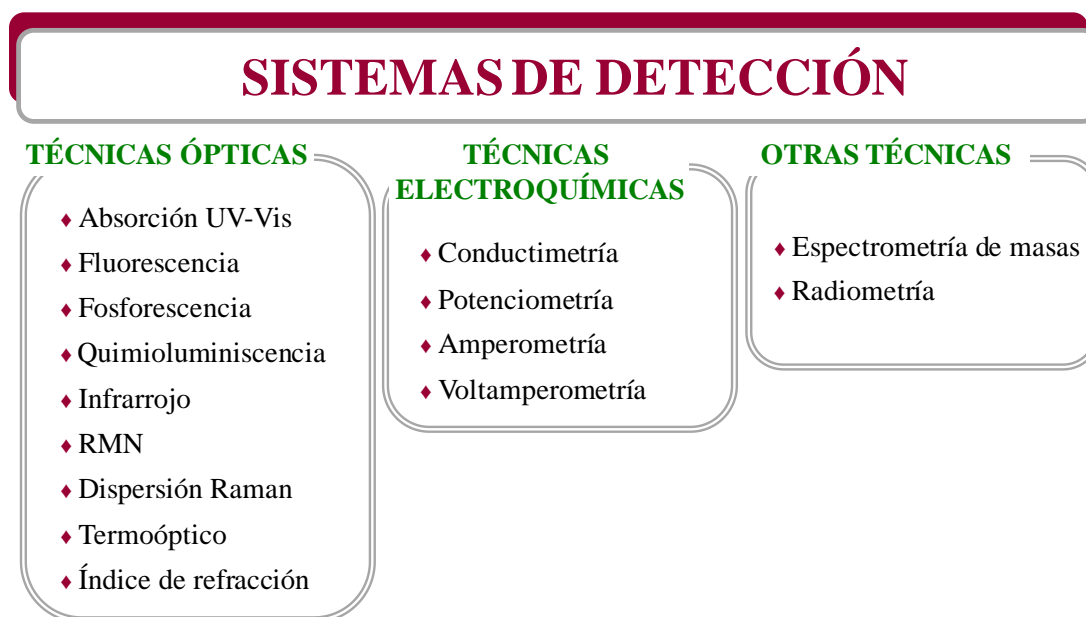 SISTEMAS DE DETECCIÓN
TÉCNICAS ÓPTICAS
♦ Absorción UV-Vis
♦ Fluorescencia
♦ Fosforescencia
♦ Quimioluminiscencia
♦ Infrarrojo
♦ RMN
♦ Dispersión Raman
♦ Termoóptico
♦ Índice de refracción
TÉCNICAS
ELECTROQUÍMICAS
♦ Conductimetría
♦ Potenciometría
♦ Amperometría
♦ Voltamperometría
OTRAS TÉCNICAS
♦ Espectrometría de masas
♦ Radiometría